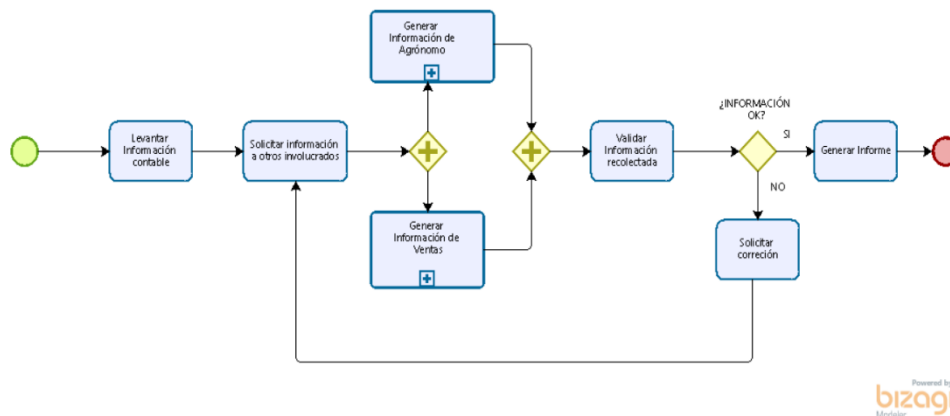 Generar
Información de
Agrónomo
¿INFORMACIÓN
OK?
Levantar
Información
contable
Solicitar información
a otros involucrados
Validar
Información
recolectada
SI
Generar Informe
NO
Generar
Información de
Ventas
Solicitar
correción
Powered by
bizagi
Modeler